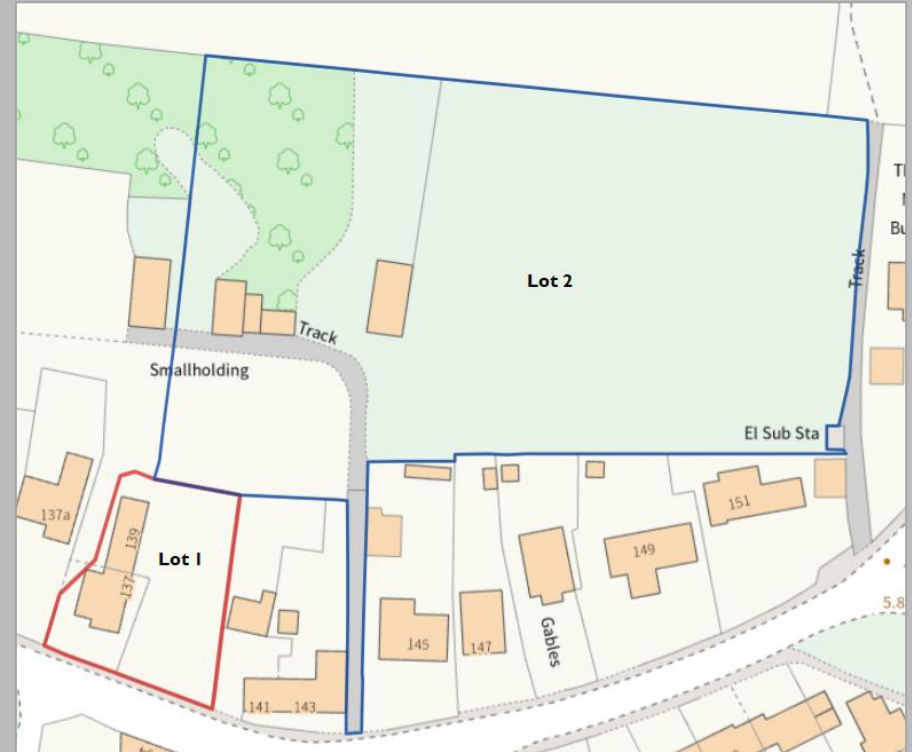 Lot 2
Track
Track
Smallholding
El Sub Sta
137a
139
137
Lot 1
151
149
145
147
Gables
141
143
5.8